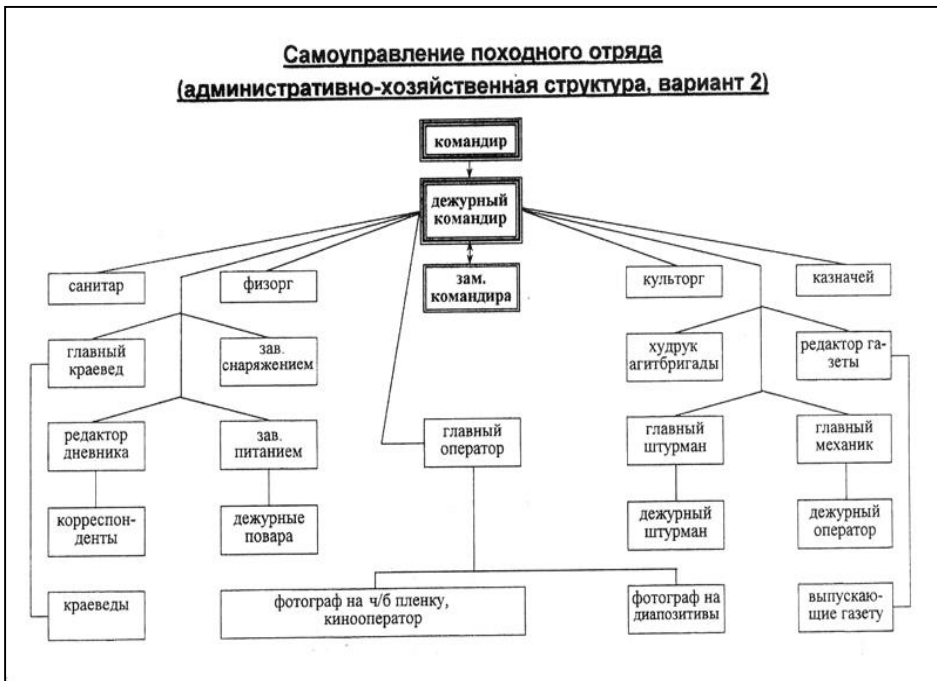 Самоуправление походного отряда
(административно-хозяйственная структура, вариант 2)
командир
дежурный
командир
зам.
командира
санитар
физорг
культорг
казначей
главный
краевед
зав.
снаряжением
худрук
агитбригады
редактор га-
зеты
редактор
дневника
зав.
питанием
главный
оператор
главный
штурман
главный
механик
корреспон-
денты
дежурные
повара
дежурный
штурман
дежурный
оператор
краеведы
фотограф на ч/б пленку,
кинооператор
фотограф на
диапозитивы
выпускаю-
щие газету